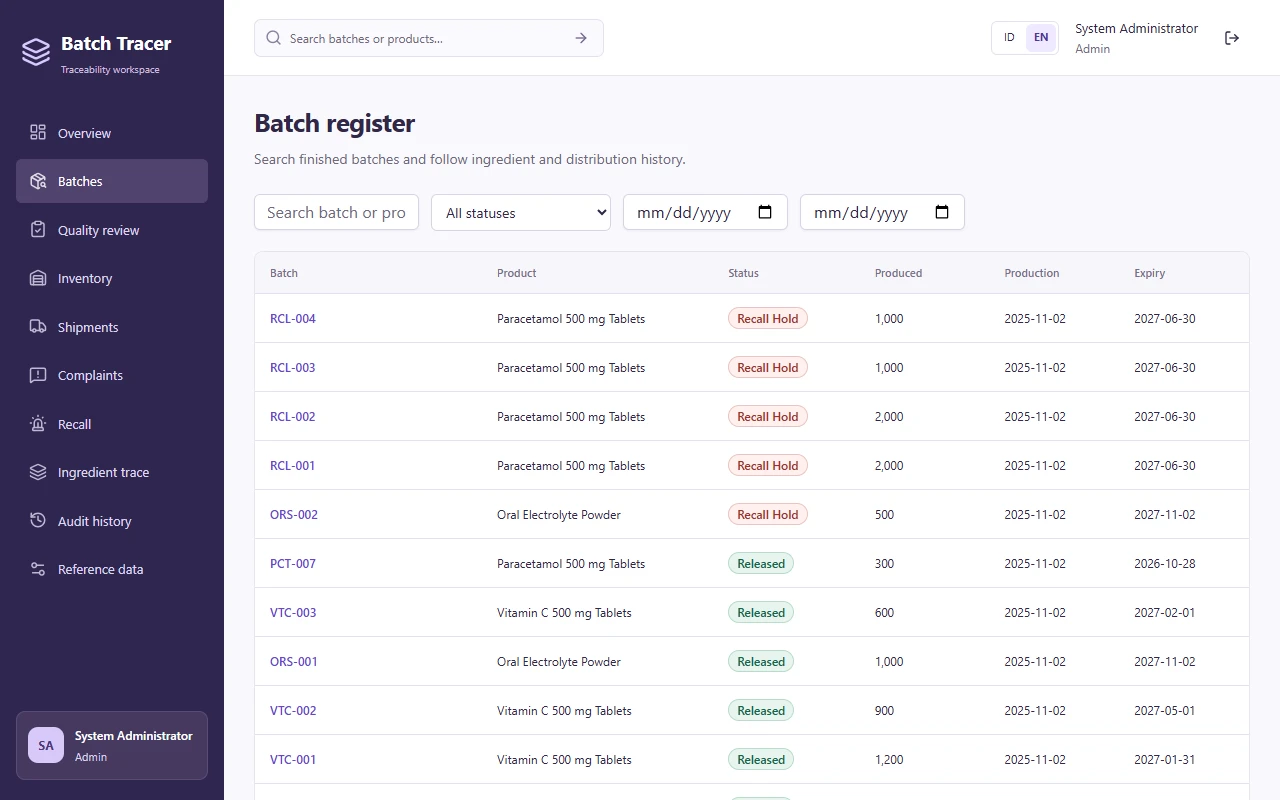 Batch Tracer
Traceability workspace
Overview
Batches
Quality review
Inventory
Shipments
Complaints
Recall
Ingredient trace
Audit history
Reference data
SA
System Administrator
Admin
Search batches or products...
ID EN
System Administrator
Admin
Batch register
Search finished batches and follow ingredient and distribution history.
Search batch or pro All statuses mm/dd/yyyy mm/dd/yyyy
Batch Product Status Produced Production Expiry
RCL-004 Paracetamol 500 mg Tablets Recall Hold 1,000 2025-11-02 2027-06-30
RCL-003 Paracetamol 500 mg Tablets Recall Hold 1,000 2025-11-02 2027-06-30
RCL-002 Paracetamol 500 mg Tablets Recall Hold 2,000 2025-11-02 2027-06-30
RCL-001 Paracetamol 500 mg Tablets Recall Hold 2,000 2025-11-02 2027-06-30
ORS-002 Oral Electrolyte Powder Recall Hold 500 2025-11-02 2027-11-02
PCT-007 Paracetamol 500 mg Tablets Released 300 2025-11-02 2026-10-28
VTC-003 Vitamin C 500 mg Tablets Released 600 2025-11-02 2027-02-01
ORS-001 Oral Electrolyte Powder Released 1,000 2025-11-02 2027-11-02
VTC-002 Vitamin C 500 mg Tablets Released 900 2025-11-02 2027-05-01
VTC-001 Vitamin C 500 mg Tablets Released 1,200 2025-11-02 2027-01-31